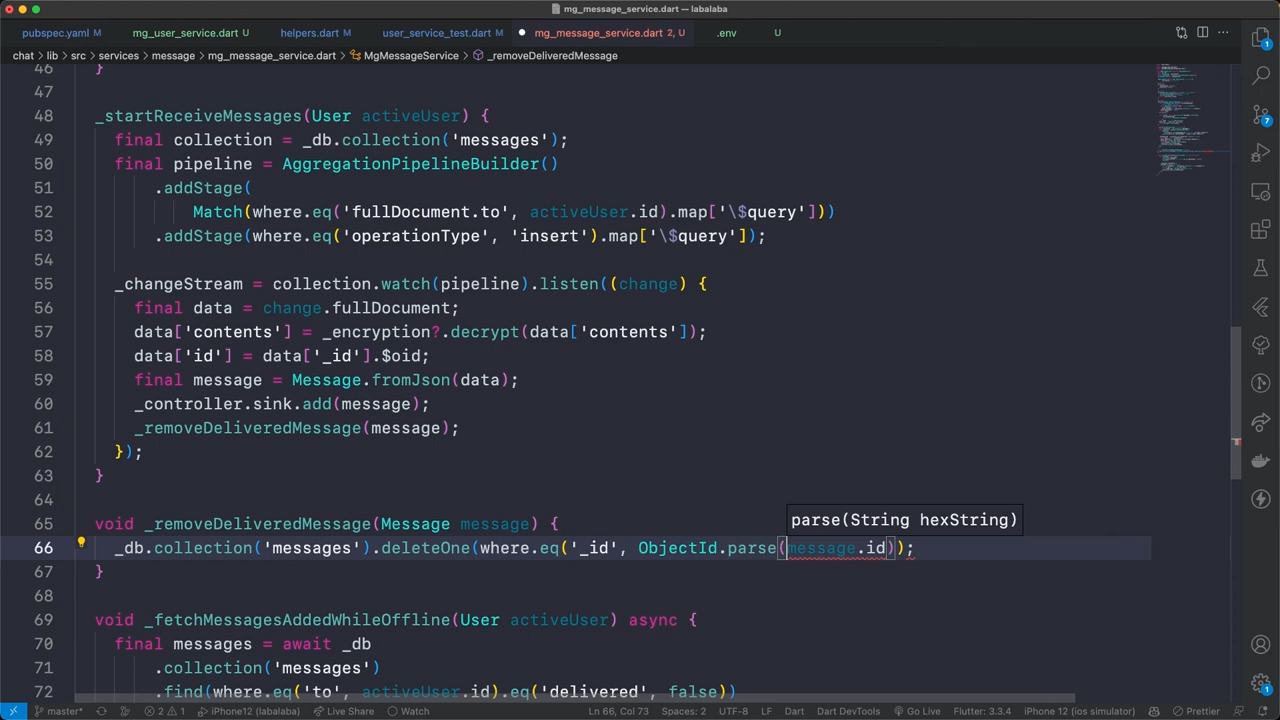 mg_message_service.dart — labalaba
pubspec.yaml M
mg_user_service.dart U
helpers.dart M
user_service_test.dart M
mg_message_service.dart 2, U
.env U
chat > lib > src > services > message > mg_message_service.dart > MgMessageService > _removeDeliveredMessage
46 }
47
48 _startReceiveMessages(User activeUser) {
49 final collection = _db.collection('messages');
50 final pipeline = AggregationPipelineBuilder()
51 .addStage(
52 Match(where.eq('fullDocument.to', activeUser.id).map['\$query']))
53 .addStage(where.eq('operationType', 'insert').map['\$query']);
54
55 _changeStream = collection.watch(pipeline).listen((change) {
56 final data = change.fullDocument;
57 data['contents'] = _encryption?.decrypt(data['contents']);
58 data['id'] = data['_id'].$oid;
59 final message = Message.fromJson(data);
60 _controller.sink.add(message);
61 _removeDeliveredMessage(message);
62 });
63 }
64
parse(String hexString)
65 void _removeDeliveredMessage(Message message) {
66 _db.collection('messages').deleteOne(where.eq('_id', ObjectId.parse(message.id));
67 }
68
69 void _fetchMessagesAddedWhileOffline(User activeUser) async {
70 final messages = await _db
71 .collection('messages')
72 .find(where.eq('to', activeUser.id).eq('delivered', false))
master* 2 1 iPhone12 (labalaba) Live Share Watch Ln 66, Col 73 Spaces: 2 UTF-8 LF Dart Dart DevTools Go Live Flutter: 3.3.4 iPhone 12 (ios simulator) Prettier